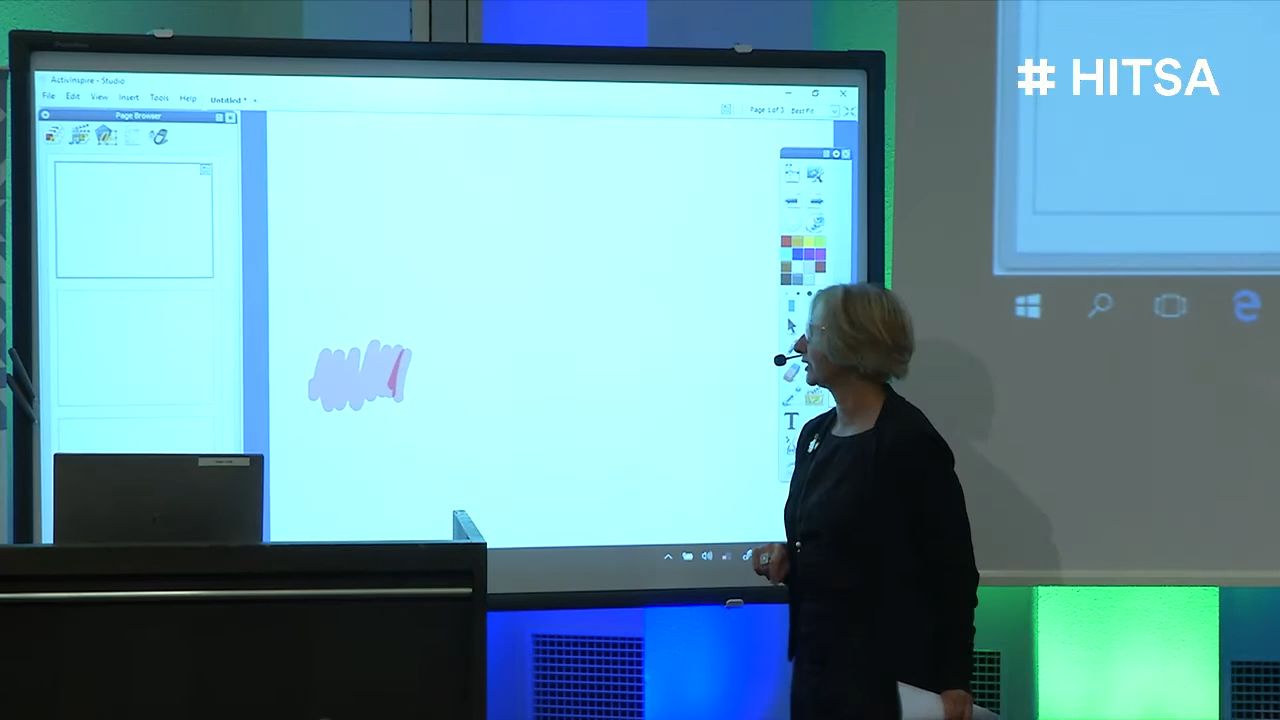 # HITSA
ActivInspire - Studio
File Edit View Insert Tools Help Untitled *
Page 1 of 3 Best Fit
Page Browser
T